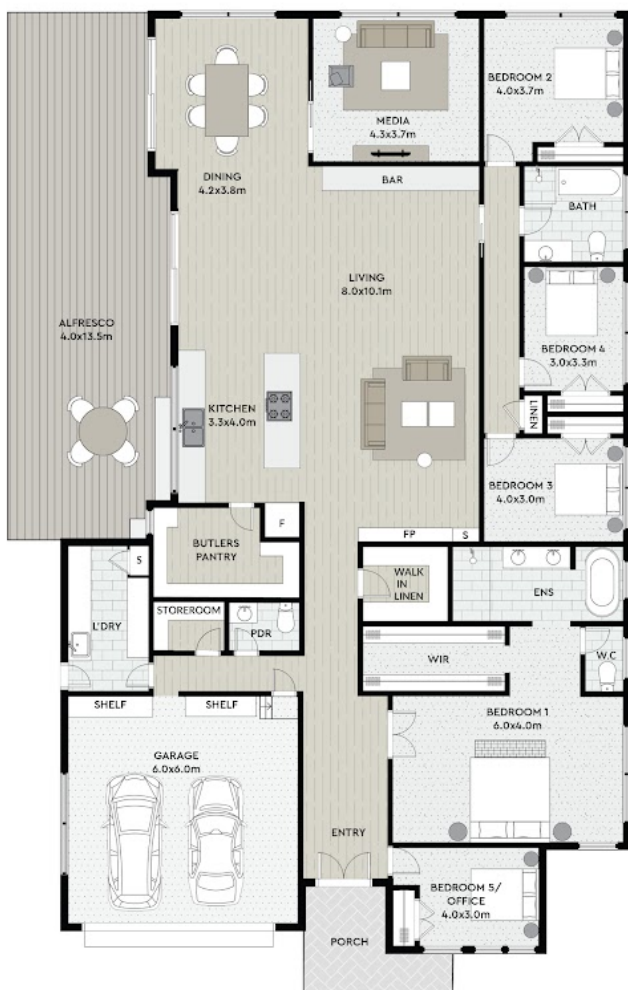 BEDROOM 2
4.0x3.7m
MEDIA
4.3x3.7m
DINING
4.2x3.8m
BAR
BATH
LIVING
8.0x10.1m
ALFRESCO
4.0x13.5m
BEDROOM 4
3.0x3.3m
KITCHEN
3.3x4.0m
LINEN
BEDROOM 3
4.0x3.0m
F
FP
S
BUTLERS
PANTRY
S
WALK
IN
LINEN
ENS
STOREROOM
L'DRY
PDR
WIR
W.C
SHELF
SHELF
BEDROOM 1
6.0x4.0m
GARAGE
6.0x6.0m
ENTRY
BEDROOM 5/
OFFICE
4.0x3.0m
PORCH